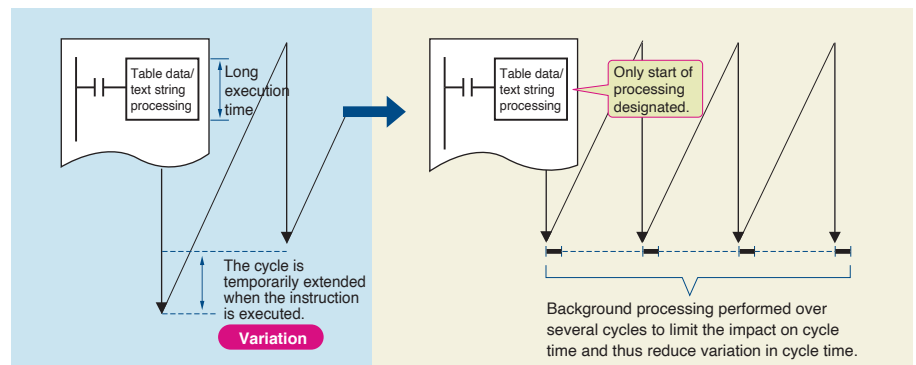 Table data/
text string
processing
Long
execution
time
The cycle is
temporarily extended
when the instruction
is executed.
Variation
Table data/
text string
processing
Only start of
processing
designated.
Background processing performed over
several cycles to limit the impact on cycle
time and thus reduce variation in cycle time.